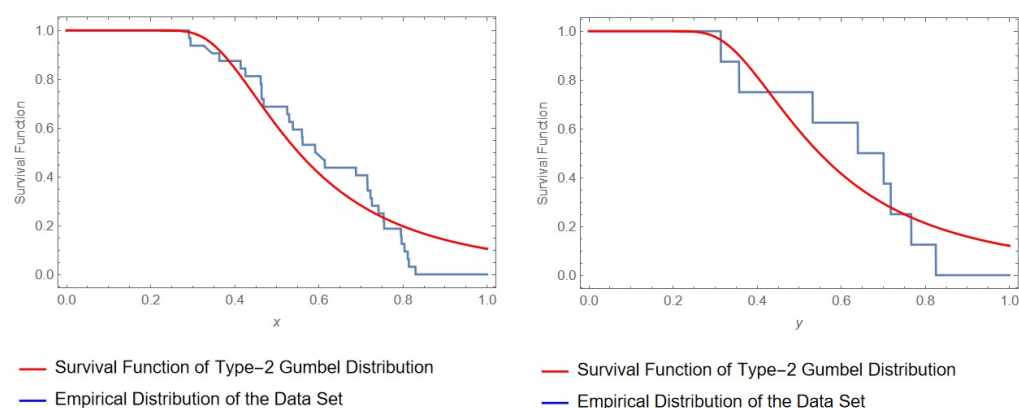 1.0
0.8
0.6
0.4
0.2
0.0
Survival Function
0.0 0.2 0.4 0.6 0.8 1.0
x
Survival Function of Type-2 Gumbel Distribution
Empirical Distribution of the Data Set
1.0
0.8
0.6
0.4
0.2
0.0
Survival Function
0.0 0.2 0.4 0.6 0.8 1.0
y
Survival Function of Type-2 Gumbel Distribution
Empirical Distribution of the Data Set